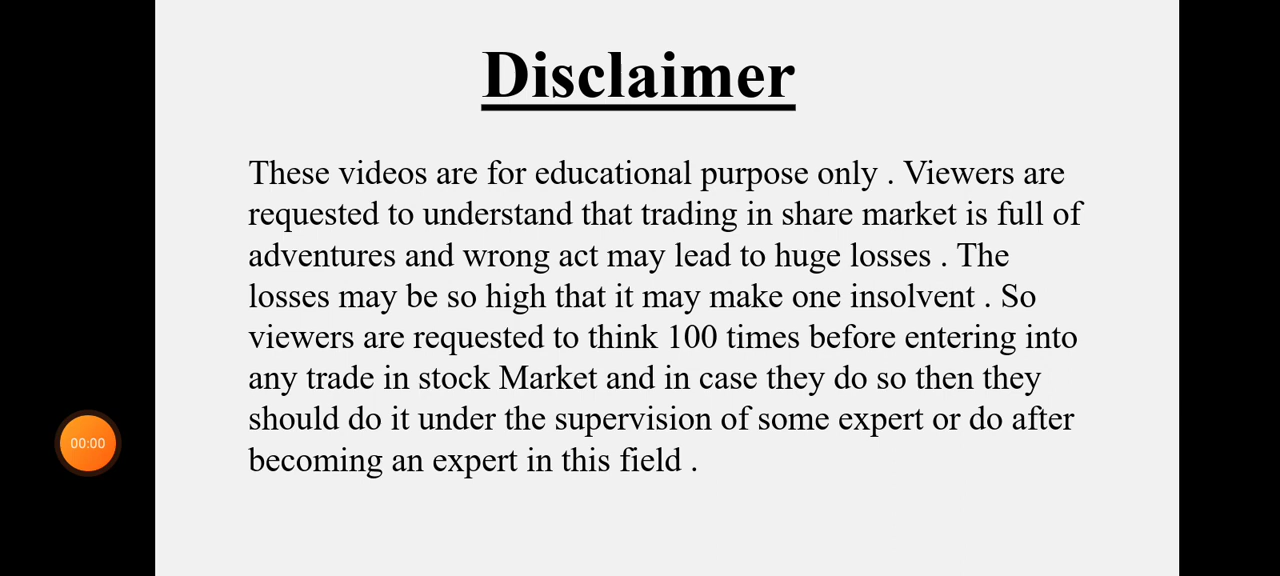 Disclaimer
These videos are for educational purpose only . Viewers are
requested to understand that trading in share market is full of
adventures and wrong act may lead to huge losses . The
losses may be so high that it may make one insolvent . So
viewers are requested to think 100 times before entering into
any trade in stock Market and in case they do so then they
should do it under the supervision of some expert or do after
becoming an expert in this field .
00:00